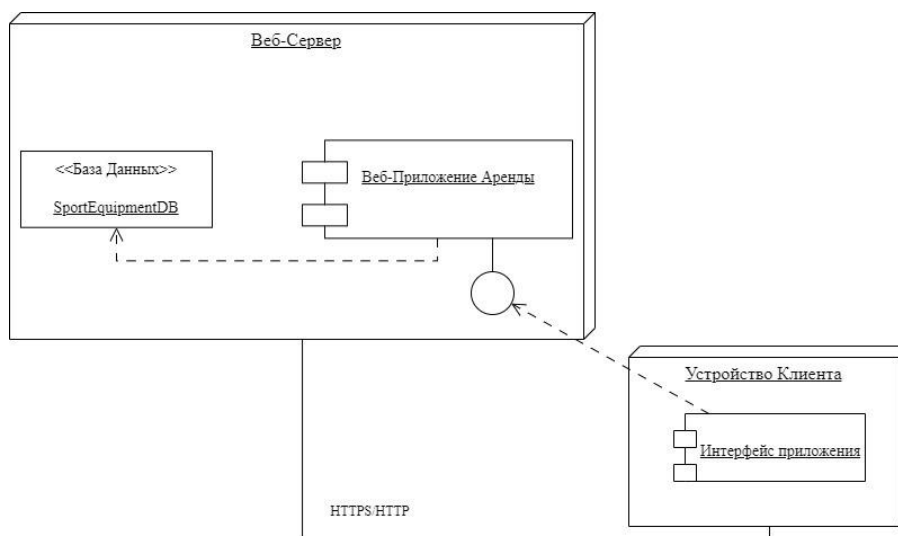 Веб-Сервер
<<База Данных>>
SportEquipmentDB
Веб-Приложение Аренды
Устройство Клиента
Интерфейс приложения
HTTPS/HTTP